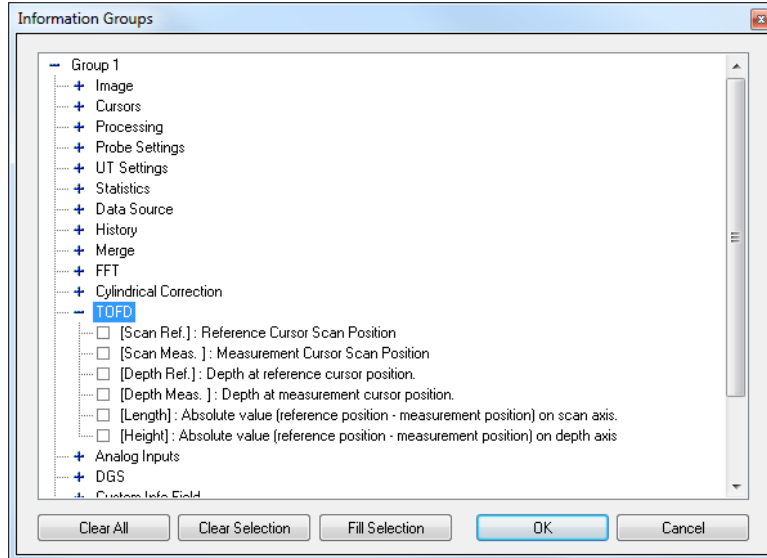 Information Groups
Group 1
Image
Cursors
Processing
Probe Settings
UT Settings
Statistics
Data Source
History
Merge
FFT
Cylindrical Correction
TOFD
[Scan Ref.] : Reference Cursor Scan Position
[Scan Meas. ] : Measurement Cursor Scan Position
[Depth Ref.] : Depth at reference cursor position.
[Depth Meas. ] : Depth at measurement cursor position.
[Length] : Absolute value (reference position - measurement position) on scan axis.
[Height] : Absolute value (reference position - measurement position) on depth axis
Analog Inputs
DGS
Custom Info Field
Clear All Clear Selection Fill Selection OK Cancel